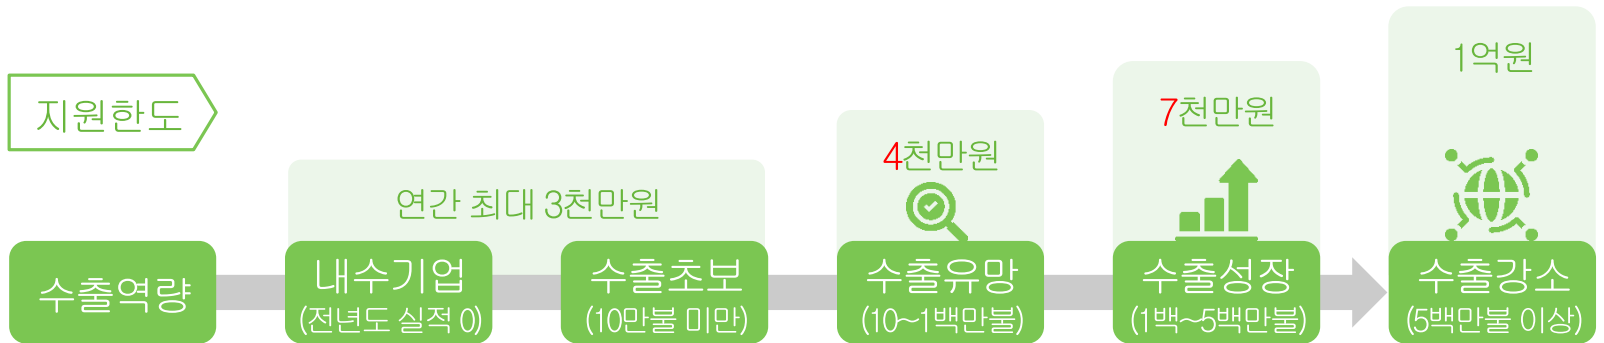 지원한도
연간 최대 3천만원
4천만원
7천만원
1억원
수출역량
내수기업
(전년도 실적 0)
수출초보
(10만불 미만)
수출유망
(10~1백만불)
수출성장
(1백~5백만불)
수출강소
(5백만불 이상)